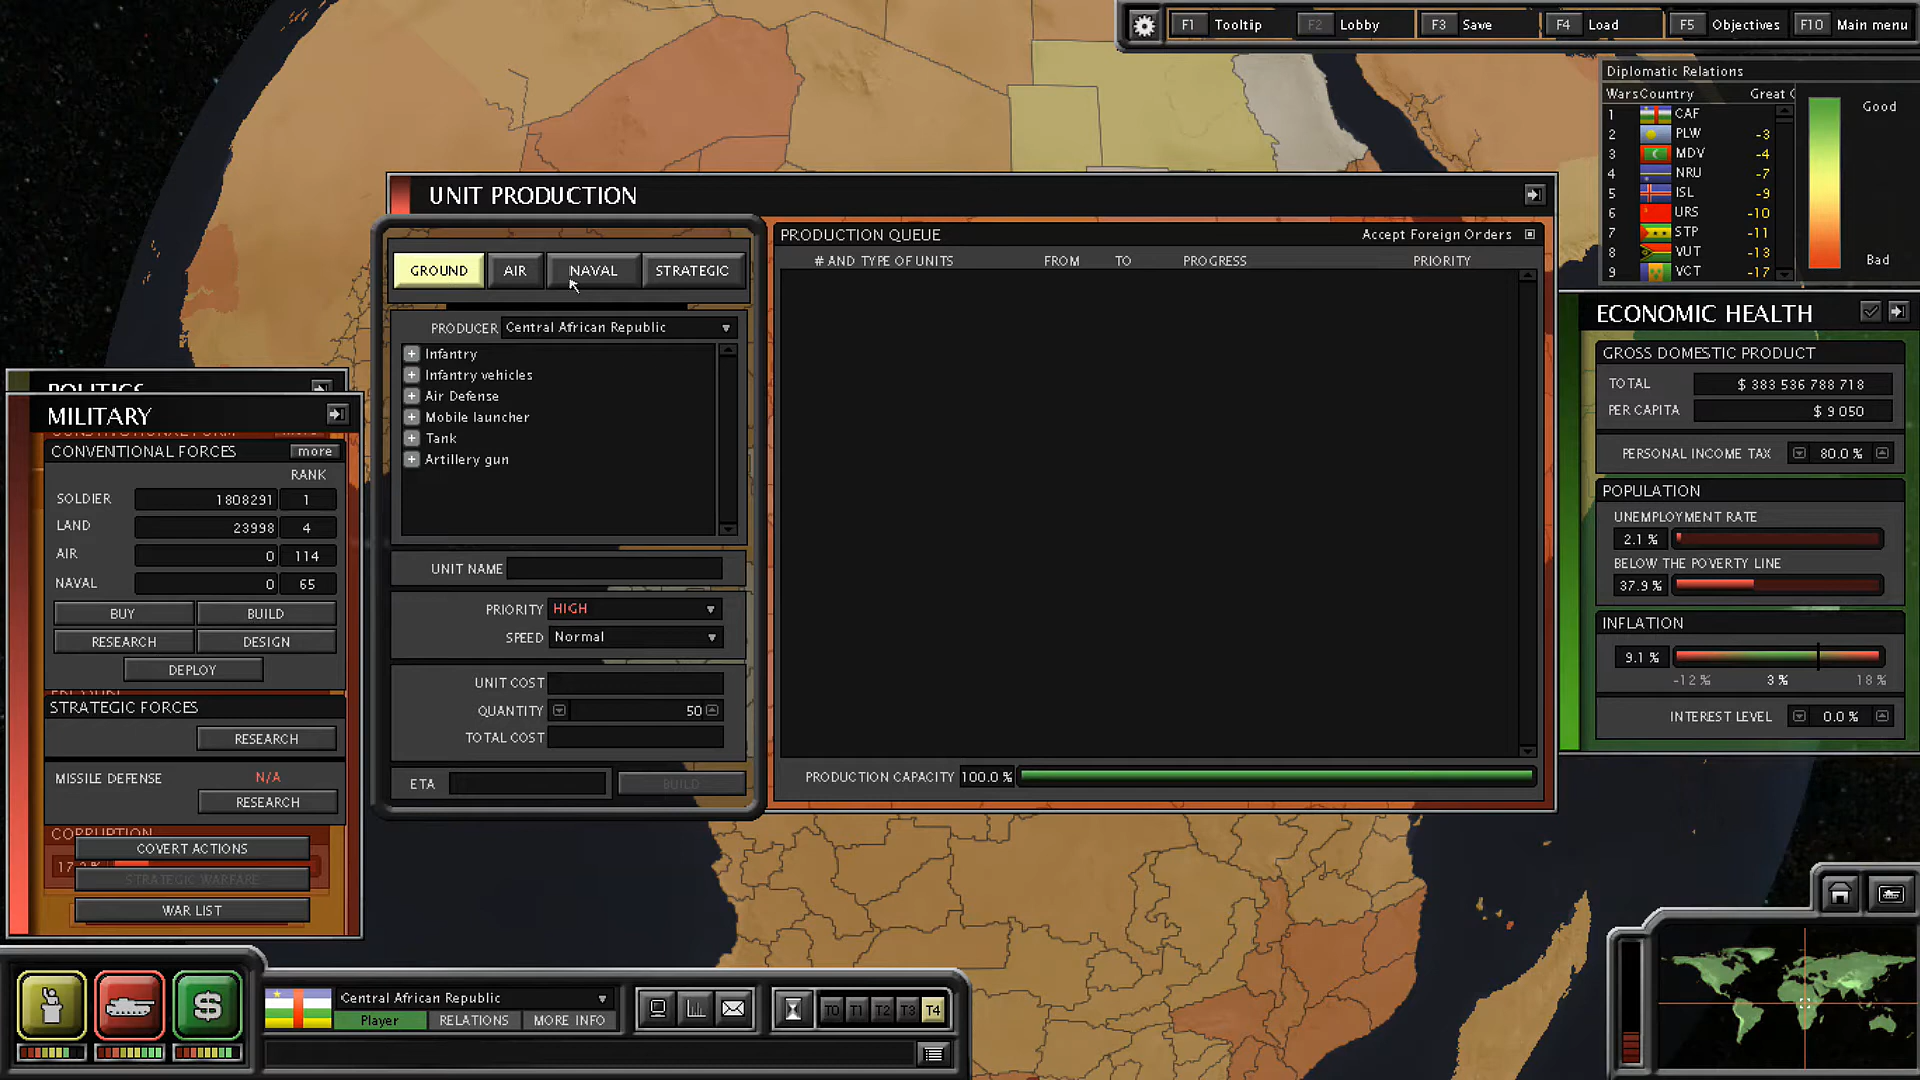 F1 Tooltip F2 Lobby F3 Save F4 Load F5 Objectives F10 Main menu
Diplomatic Relations
Wars Country Great C
Good
1 CAF
2 PLW -3
3 MDV -4
4 NRU -7
5 ISL -9
6 URS -10
7 STP -11
8 VUT -13
9 VCT -17
Bad
UNIT PRODUCTION
GROUND AIR NAVAL STRATEGIC
PRODUCER Central African Republic
Infantry
Infantry vehicles
Air Defense
Mobile launcher
Tank
Artillery gun
UNIT NAME
PRIORITY HIGH
SPEED Normal
UNIT COST
QUANTITY 50
TOTAL COST
ETA BUILD
PRODUCTION QUEUE Accept Foreign Orders
# AND TYPE OF UNITS FROM TO PROGRESS PRIORITY
PRODUCTION CAPACITY 100.0 %
ECONOMIC HEALTH
GROSS DOMESTIC PRODUCT
TOTAL $ 383 536 788 718
PER CAPITA $ 9 050
PERSONAL INCOME TAX 80.0 %
POPULATION
UNEMPLOYMENT RATE
2.1 %
BELOW THE POVERTY LINE
37.9 %
INFLATION
9.1 %
-12 % 3 % 18 %
INTEREST LEVEL 0.0 %
POLITICS
MILITARY
CONVENTIONAL FORCES more
RANK
SOLDIER 1808291 1
LAND 23998 4
AIR 0 114
NAVAL 0 65
BUY BUILD
RESEARCH DESIGN
DEPLOY
STRATEGIC FORCES
RESEARCH
MISSILE DEFENSE N/A
RESEARCH
CORRUPTION
COVERT ACTIONS
STRATEGIC WARFARE
WAR LIST
Central African Republic
Player RELATIONS MORE INFO
T0 T1 T2 T3 T4